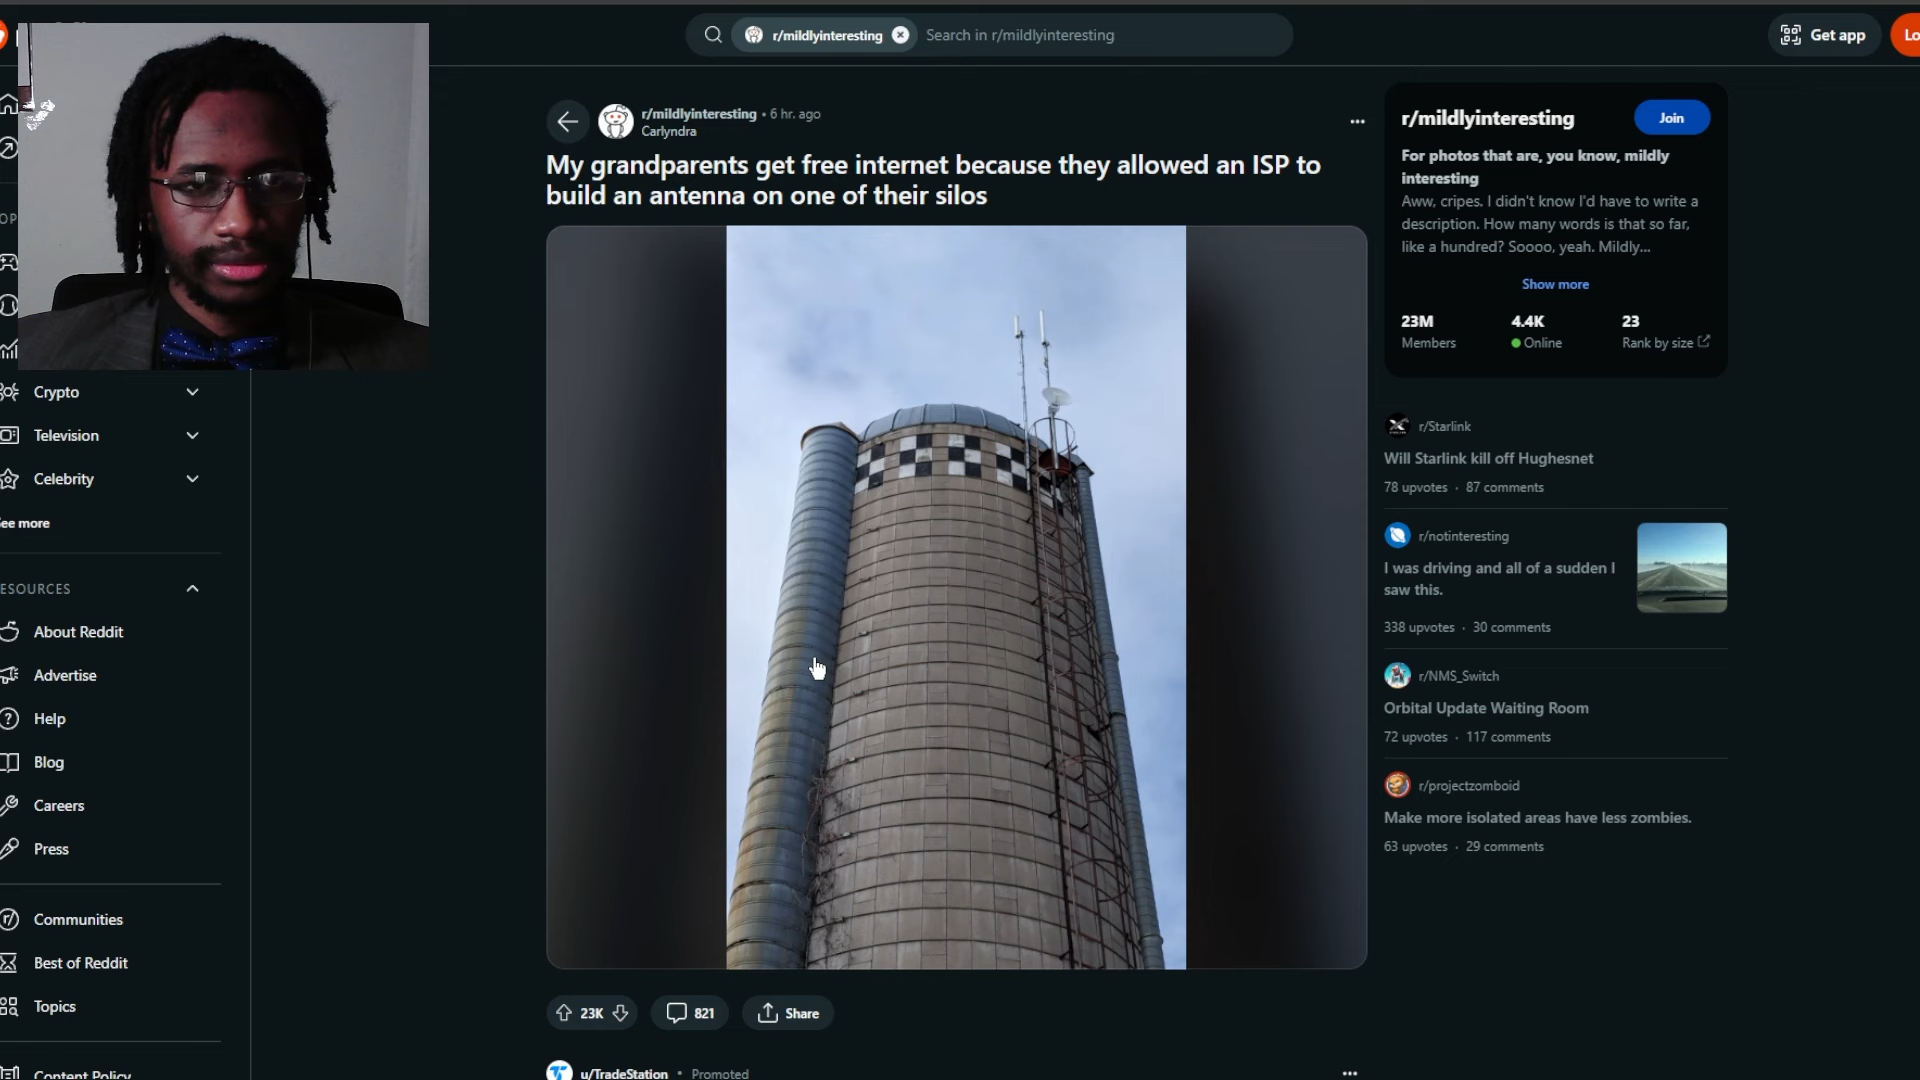 r/mildlyinteresting
Search in r/mildlyinteresting
Get app
Lo
r/mildlyinteresting • 6 hr. ago
Carlyndra
My grandparents get free internet because they allowed an ISP to
build an antenna on one of their silos
r/mildlyinteresting
Join
For photos that are, you know, mildly
interesting
Aww, cripes. I didn't know I'd have to write a
description. How many words is that so far,
like a hundred? Soooo, yeah. Mildly...
Show more
23M
4.4K
23
Members
Online
Rank by size
r/Starlink
Will Starlink kill off Hughesnet
78 upvotes · 87 comments
r/notinteresting
I was driving and all of a sudden I
saw this.
338 upvotes · 30 comments
r/NMS_Switch
Orbital Update Waiting Room
72 upvotes · 117 comments
r/projectzomboid
Make more isolated areas have less zombies.
63 upvotes · 29 comments
OP
Crypto
Television
Celebrity
ee more
ESOURCES
About Reddit
Advertise
Help
Blog
Careers
Press
Communities
Best of Reddit
Topics
Content Policy
23K
821
Share
u/TradeStation • Promoted